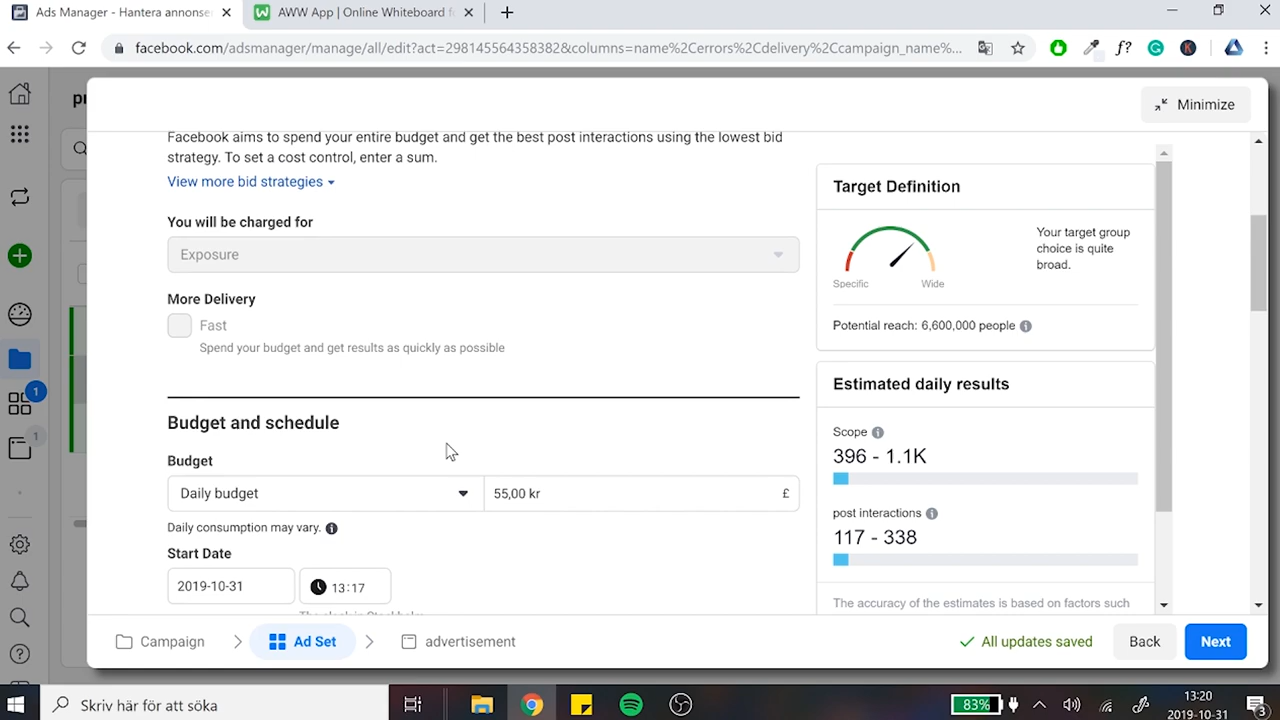 Ads Manager - Hantera annonser
AWW App | Online Whiteboard f
facebook.com/adsmanager/manage/all/edit?act=298145564358382&columns=name%2Cerrors%2Cdelivery%2Ccampaign_name%...
f?
K
pr
Minimize
Facebook aims to spend your entire budget and get the best post interactions using the lowest bid
strategy. To set a cost control, enter a sum.
View more bid strategies
You will be charged for
Exposure
More Delivery
Fast
Spend your budget and get results as quickly as possible
Budget and schedule
Budget
Daily budget
55,00 kr
£
Daily consumption may vary.
Start Date
2019-10-31
13:17
Target Definition
Your target group
choice is quite
broad.
Specific
Wide
Potential reach: 6,600,000 people
Estimated daily results
Scope
396 - 1.1K
post interactions
117 - 338
The accuracy of the estimates is based on factors such
1
1
Campaign
Ad Set
advertisement
All updates saved
Back
Next
Skriv här för att söka
83%
13:20
2019-10-31
3